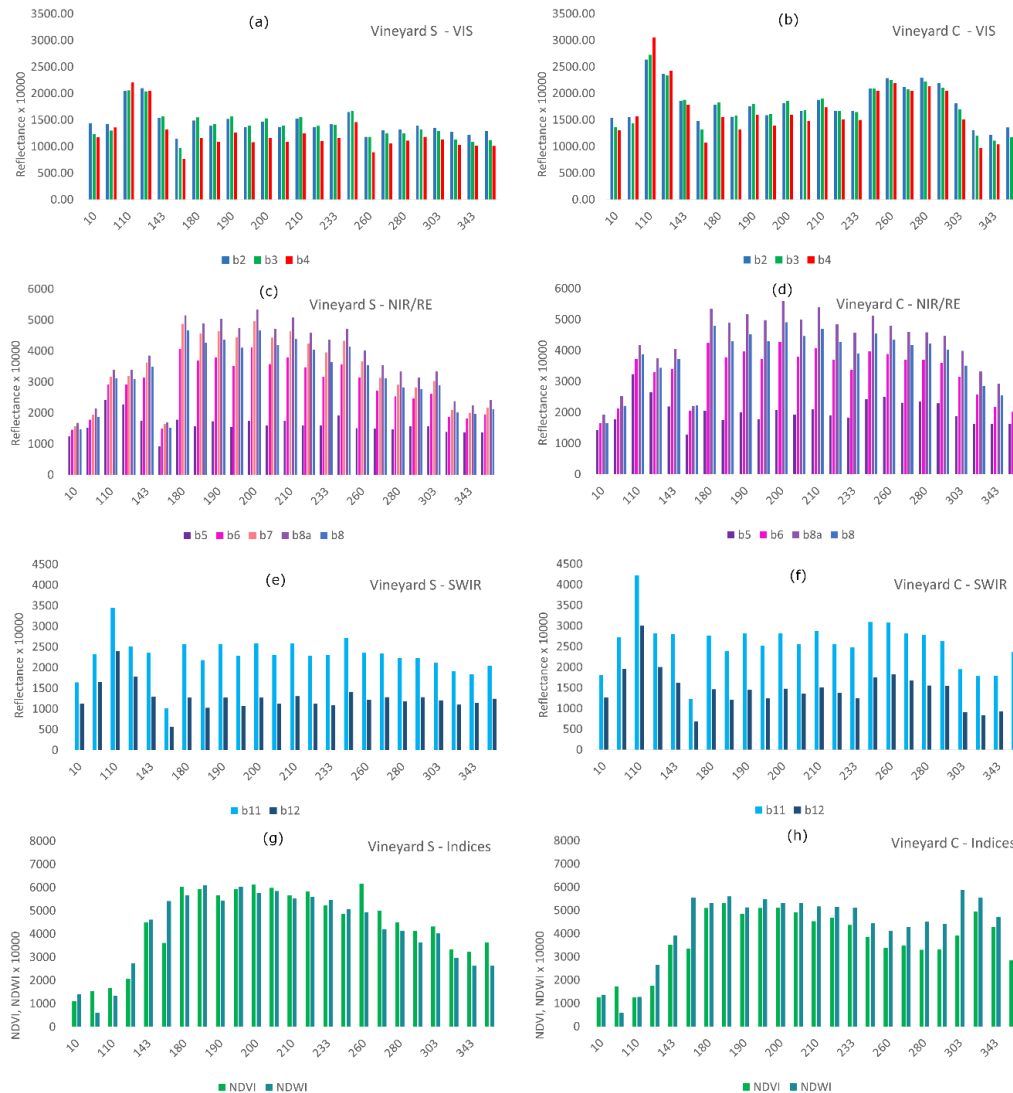 (a)
Vineyard S - VIS
Reflectance x 10000
3500.00
3000.00
2500.00
2000.00
1500.00
1000.00
500.00
0.00
10 110 143 180 190 200 210 233 260 280 303 343
b2 b3 b4
(b)
Vineyard C - VIS
Reflectance x 10000
3500.00
3000.00
2500.00
2000.00
1500.00
1000.00
500.00
0.00
10 110 143 180 190 200 210 233 260 280 303 343
b2 b3 b4
(c)
Vineyard S - NIR/RE
Reflectance x 10000
6000
5000
4000
3000
2000
1000
0
10 110 143 180 190 200 210 233 260 280 303 343
b5 b6 b7 b8a b8
(d)
Vineyard C - NIR/RE
Reflectance x 10000
6000
5000
4000
3000
2000
1000
0
10 110 143 180 190 200 210 233 260 280 303 343
b5 b6 b8a b8
(e)
Vineyard S - SWIR
Reflectance x 10000
4500
4000
3500
3000
2500
2000
1500
1000
500
0
10 110 143 180 190 200 210 233 260 280 303 343
b11 b12
(f)
Vineyard C - SWIR
Reflectance x 10000
4500
4000
3500
3000
2500
2000
1500
1000
500
0
10 110 143 180 190 200 210 233 260 280 303 343
b11 b12
(g)
Vineyard S - Indices
NDVI, NDWI x 10000
8000
7000
6000
5000
4000
3000
2000
1000
0
10 110 143 180 190 200 210 233 260 280 303 343
NDVI NDWI
(h)
Vineyard C - Indices
NDVI, NDWI x 10000
8000
7000
6000
5000
4000
3000
2000
1000
0
10 110 143 180 190 200 210 233 260 280 303 343
NDVI NDWI